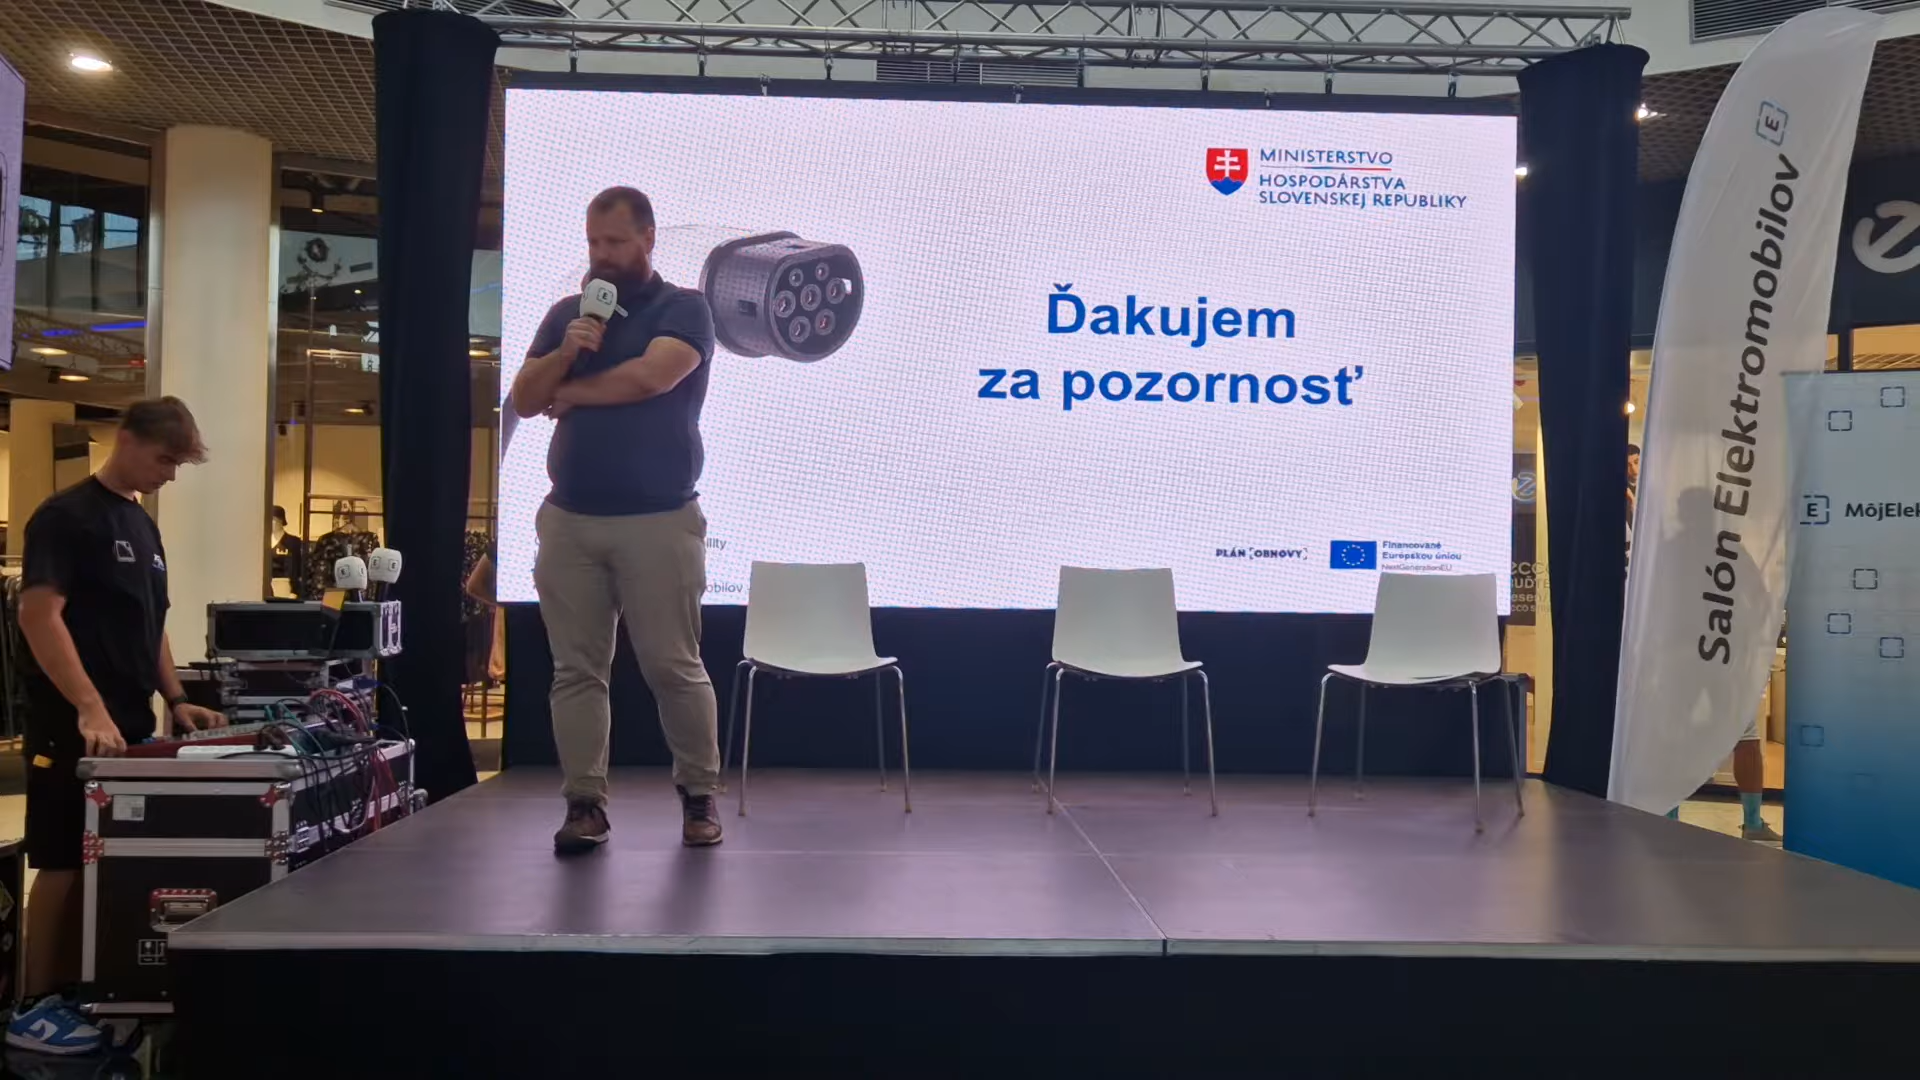 MINISTERSTVO
HOSPODÁRSTVA
SLOVENSKEJ REPUBLIKY
Ďakujem
za pozornosť
PLÁN [OBNOVY]
Financované
Európskou úniou
NextGenerationEU
Salón Elektromobilov
E
E
MôjElek